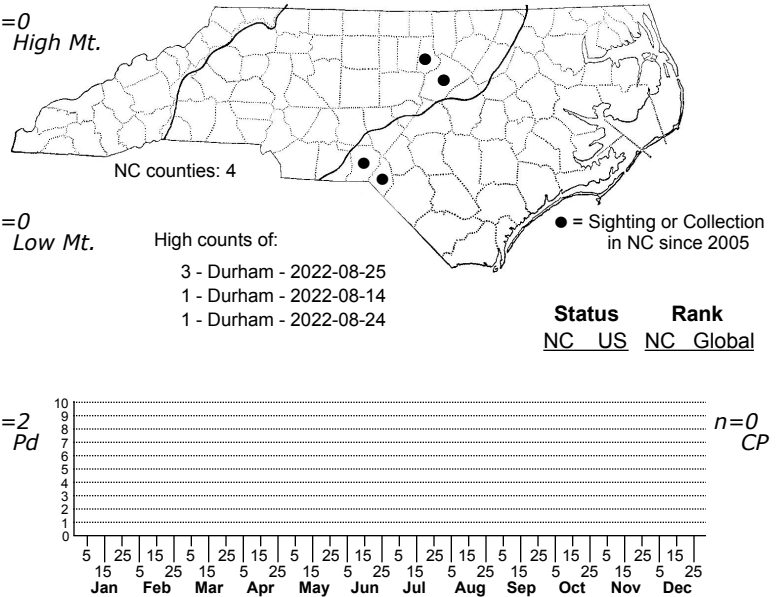 =0
High Mt.
NC counties: 4
=0
Low Mt.
High counts of:
3 - Durham - 2022-08-25
1 - Durham - 2022-08-14
1 - Durham - 2022-08-24
● = Sighting or Collection
in NC since 2005
Status Rank
NC US NC Global
=2
Pd
10
9
8
7
6
5
4
3
2
1
0
n=0
CP
5 25 15 5 25 15 5 25 15 5 25 15 5 25 15 5 25 15
15 5 25 15 5 25 15 5 25 15 5 25 15 5 25 15 5 25
Jan Feb Mar Apr May Jun Jul Aug Sep Oct Nov Dec